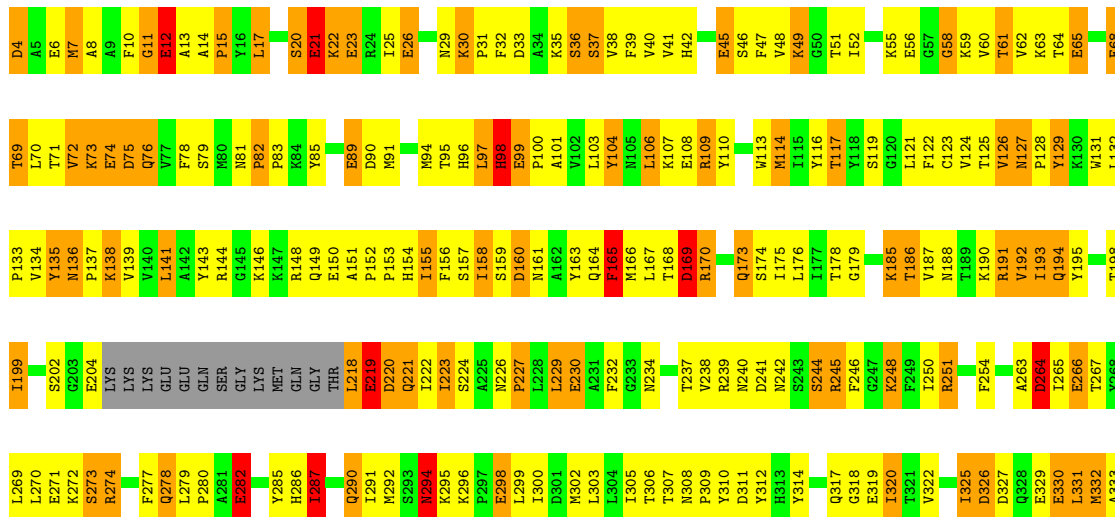 D4 A5 E6 M7 A8 A9 F10 G11 E12 A13 A14 P15 Y16 L17 S20 E21 K22 E23 R24 I25 E26 N29 K30 P31 F32 D33 A34 K35 S36 S37 V38 F39 V40 V41 H42 E45 S46 F47 V48 K49 G50 T51 I52 K55 E56 G57 G58 K59 V60 T61 V62 K63 T64 E65
T69 L70 T71 V72 K73 E74 D75 Q76 V77 F78 S79 M80 N81 P82 P83 K84 Y85 E89 D90 M91 M94 T95 H96 L97 H98 E99 P100 A101 V102 L103 Y104 N105 L106 K107 E108 R109 Y110 W113 M114 I115 Y116 T117 Y118 S119 G120 L121 F122 C123 V124 T125 V126 N127 P128 Y129 K130 W131 L132
P133 V134 Y135 N136 P137 K138 V139 V140 L141 A142 Y143 R144 G145 K146 K147 R148 Q149 E150 A151 P152 P153 H154 I155 F156 S157 I158 S159 D160 N161 A162 Y163 Q164 F165 M166 L167 T168 D169 R170 Q173 S174 I175 L176 I177 T178 G179 K185 T186 V187 N188 T189 K190 R191 V192 I193 Q194 Y195 T198
I199 S202 G203 E204 LYS LYS LYS GLU GLU GLN SER GLY LYS MET GLN GLY THR L218 E219 D220 Q221 I222 I223 S224 A225 N226 P227 L228 L229 E230 A231 F232 G233 N234 T237 V238 R239 N240 D241 N242 S243 S244 R245 F246 G247 K248 F249 I250 R251 F254 A263 D264 I265 E266 T267 Y268
L269 L270 E271 K272 S273 R274 F277 Q278 L279 P280 A281 E282 Y285 H286 I287 Q290 I291 M292 S293 N294 K295 K296 P297 E298 L299 I300 D301 M302 L303 L304 I305 T306 T307 N308 P309 Y310 D311 Y312 H313 Y314 Q317 G318 E319 I320 T321 V322 I325 D326 D327 Q328 E329 E330 L331 M332 A333